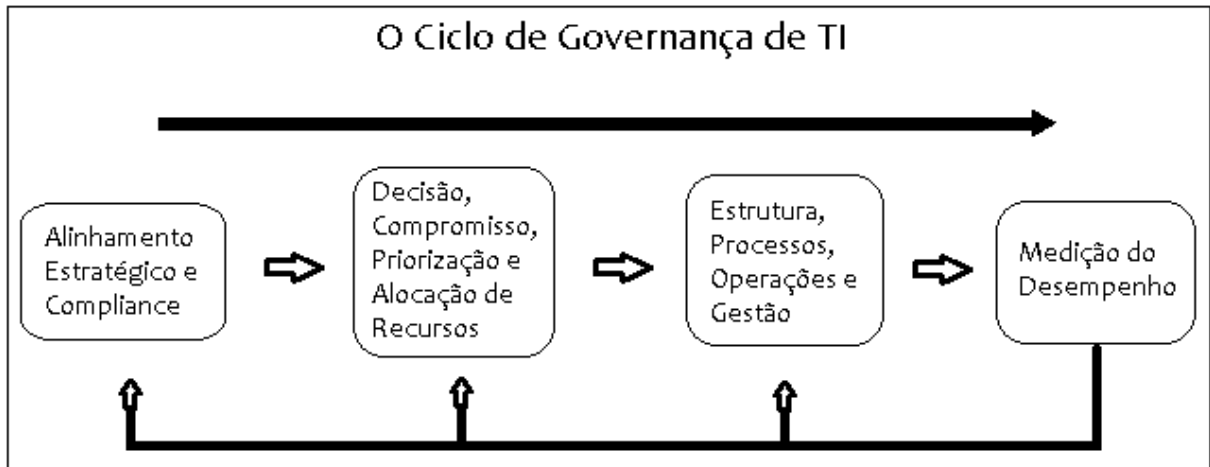 O Ciclo de Governança de TI
Alinhamento
Estratégico e
Compliance
Decisão,
Compromisso,
Priorização e
Alocação de
Recursos
Estrutura,
Processos,
Operações e
Gestão
Medição do
Desempenho